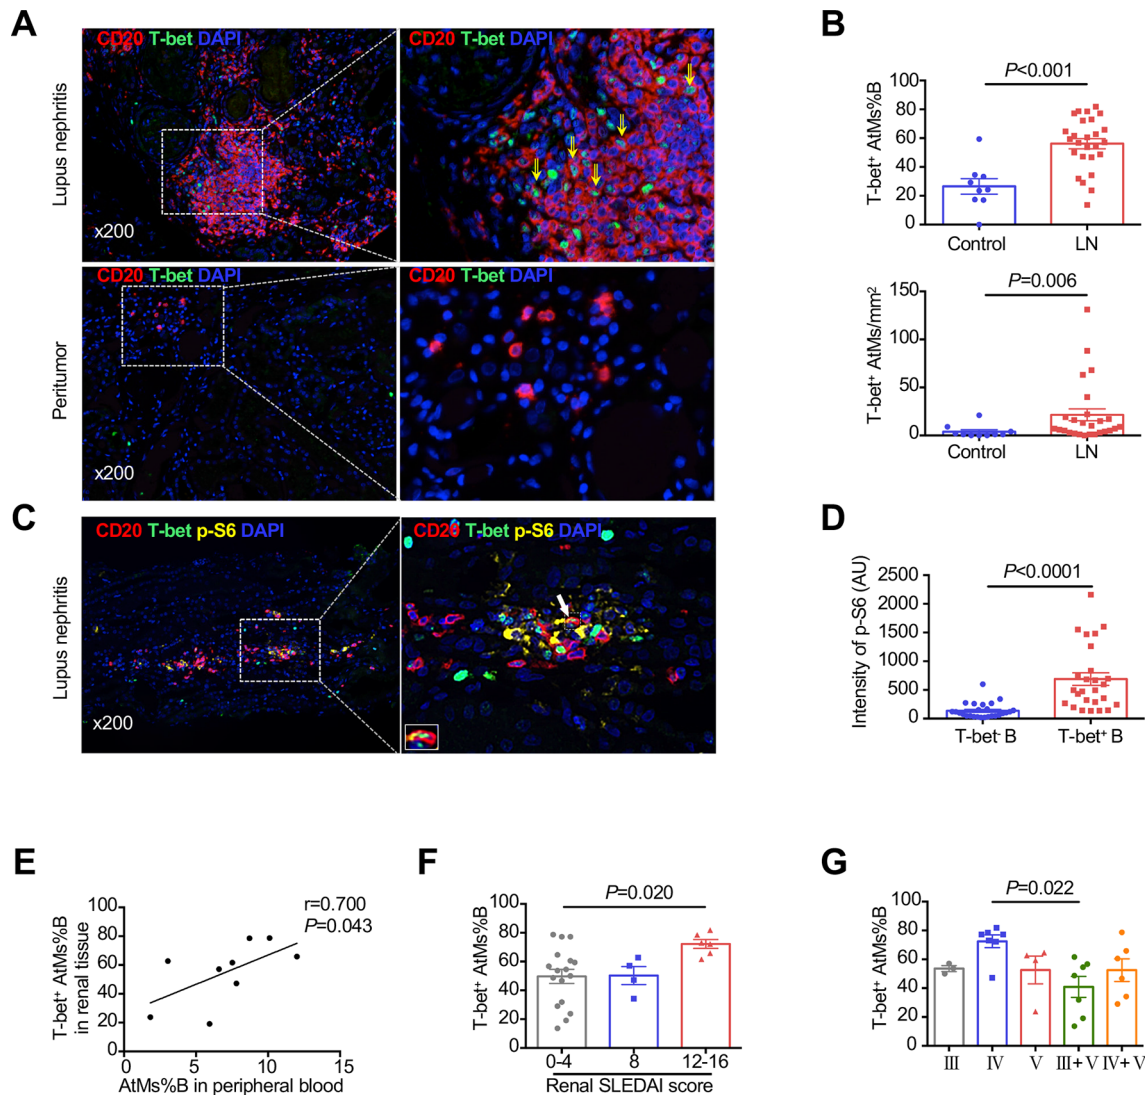 A
CD20 T-bet DAPI
CD20 T-bet DAPI
Lupus nephritis
x200
CD20 T-bet DAPI
CD20 T-bet DAPI
Peritumor
x200
B
P<0.001
T-bet⁺ AtMs%B
100
80
60
40
20
0
Control
LN
P=0.006
T-bet⁺ AtMs/mm²
150
100
50
0
Control
LN
C
CD20 T-bet p-S6 DAPI
CD20 T-bet p-S6 DAPI
Lupus nephritis
x200
D
P<0.0001
Intensity of p-S6 (AU)
2500
2000
1500
1000
500
0
T-bet⁻ B
T-bet⁺ B
E
r=0.700
P=0.043
T-bet⁺ AtMs%B
in renal tissue
100
80
60
40
20
0
0
5
10
15
AtMs%B in peripheral blood
F
P=0.020
T-bet⁺ AtMs%B
100
80
60
40
20
0
0-4
8
12-16
Renal SLEDAI score
G
P=0.022
T-bet⁺ AtMs%B
100
80
60
40
20
0
III
IV
V
III+V
IV+V